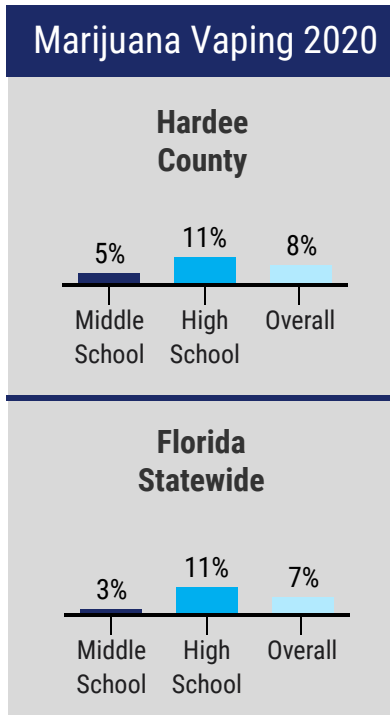 Marijuana Vaping 2020
Hardee
County
5%
11%
8%
Middle
School
High
School
Overall
Florida
Statewide
3%
11%
7%
Middle
School
High
School
Overall